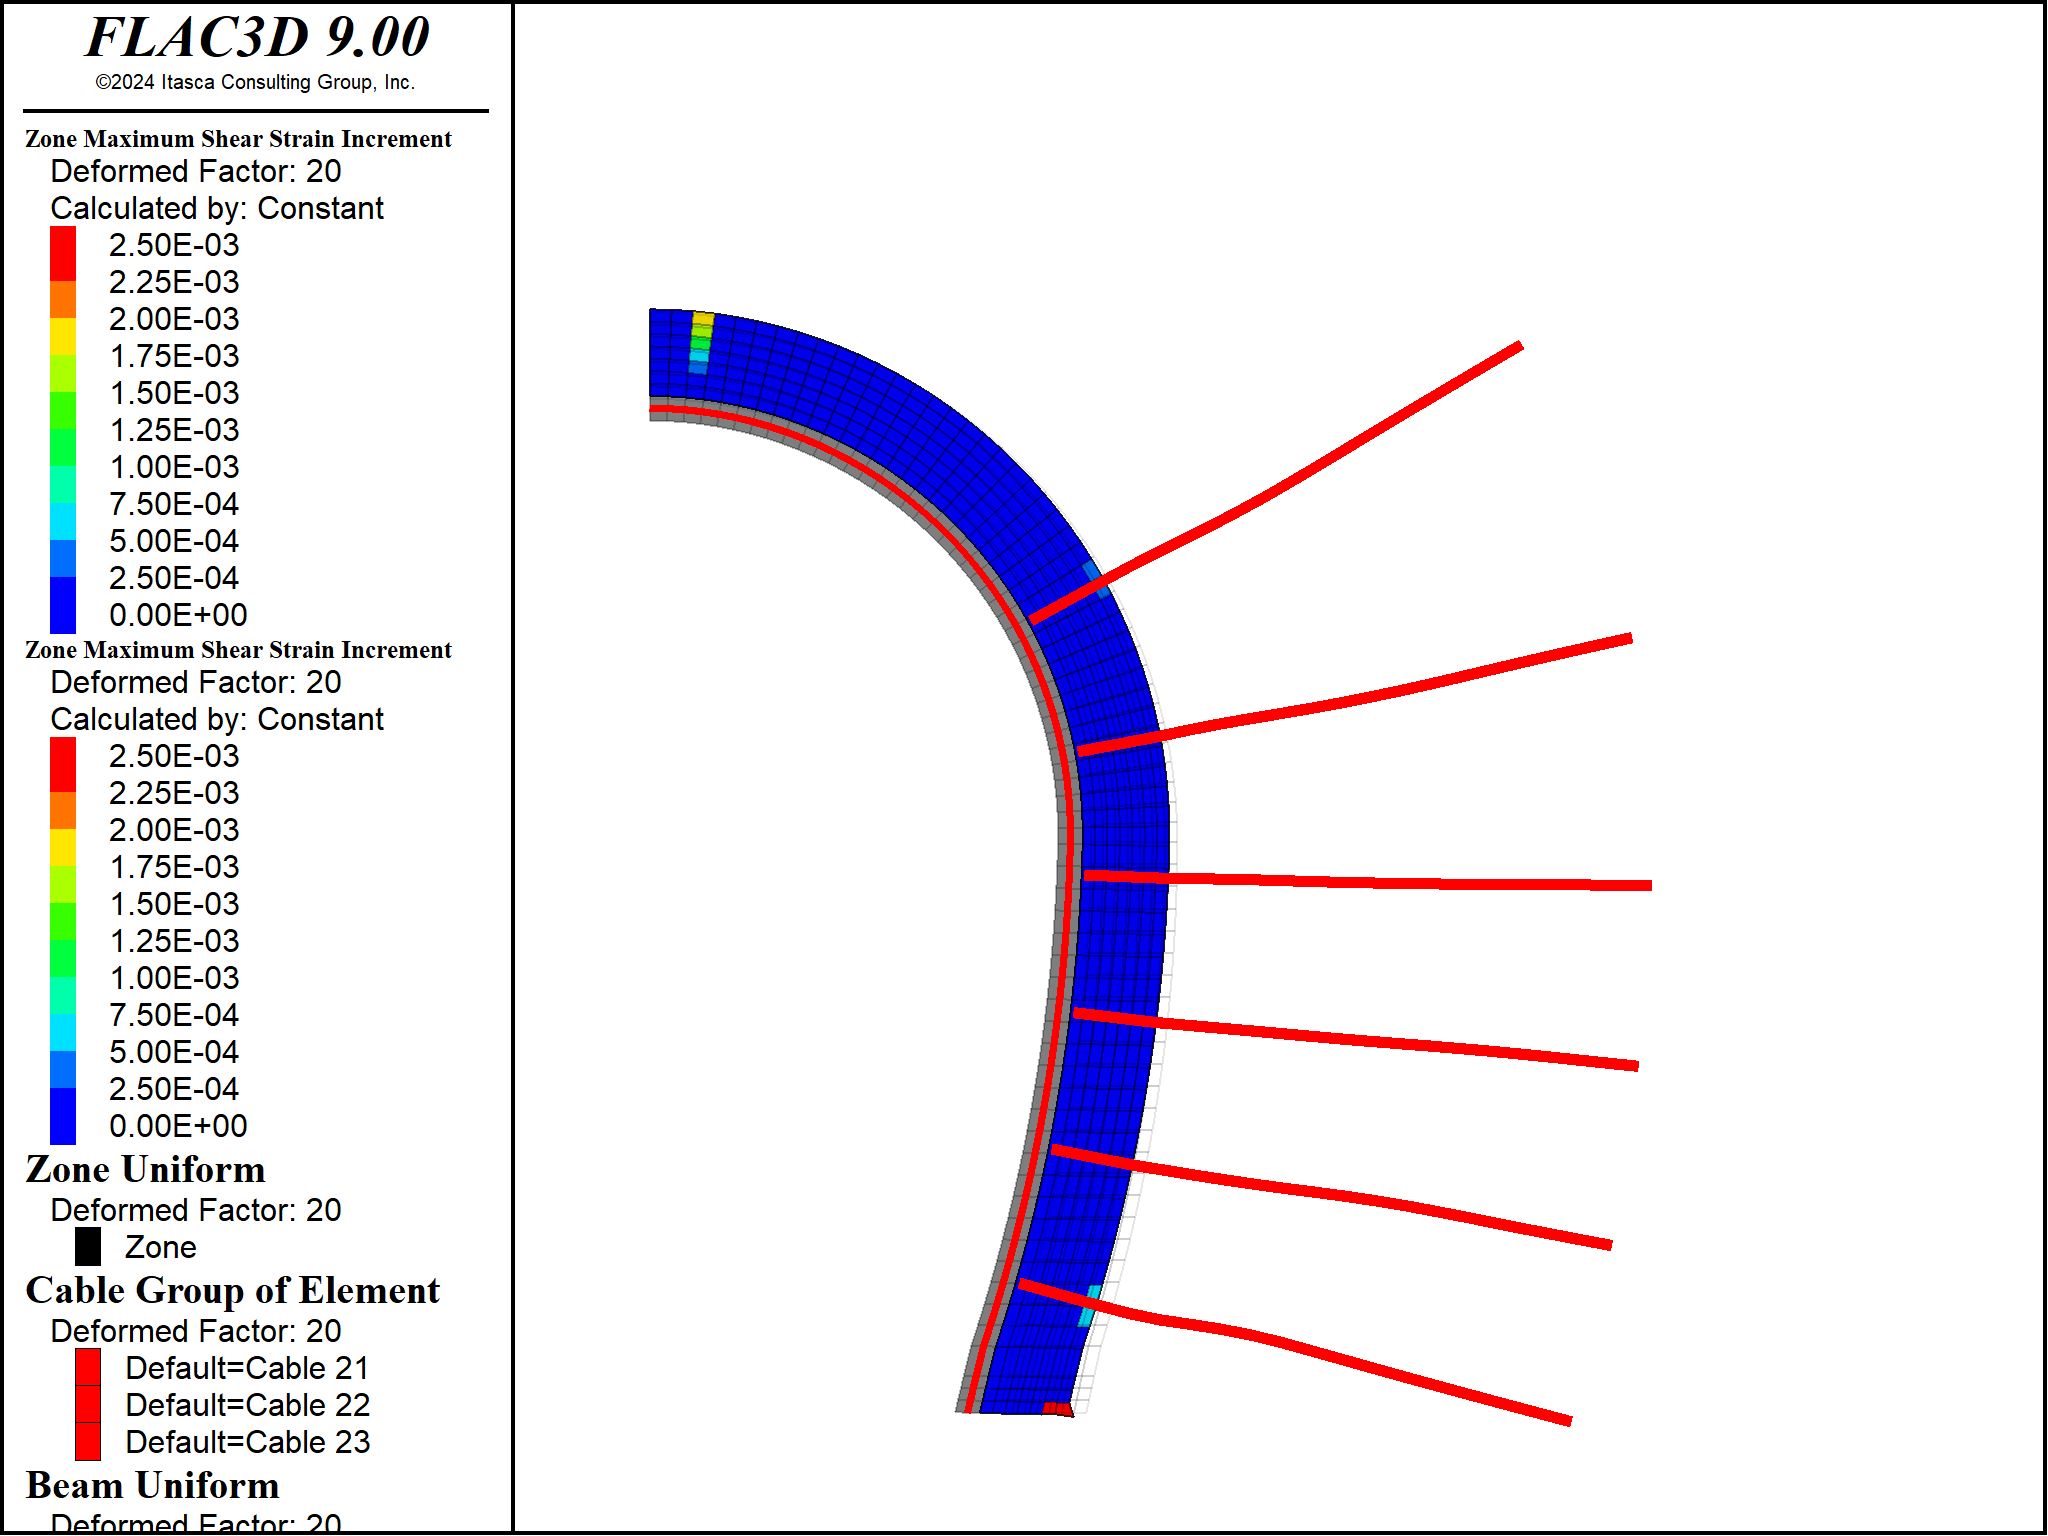 FLAC3D 9.00
©2024 Itasca Consulting Group, Inc.
Zone Maximum Shear Strain Increment
Deformed Factor: 20
Calculated by: Constant
2.50E-03
2.25E-03
2.00E-03
1.75E-03
1.50E-03
1.25E-03
1.00E-03
7.50E-04
5.00E-04
2.50E-04
0.00E+00
Zone Maximum Shear Strain Increment
Deformed Factor: 20
Calculated by: Constant
2.50E-03
2.25E-03
2.00E-03
1.75E-03
1.50E-03
1.25E-03
1.00E-03
7.50E-04
5.00E-04
2.50E-04
0.00E+00
Zone Uniform
Deformed Factor: 20
Zone
Cable Group of Element
Deformed Factor: 20
Default=Cable 21
Default=Cable 22
Default=Cable 23
Beam Uniform
Deformed Factor: 20